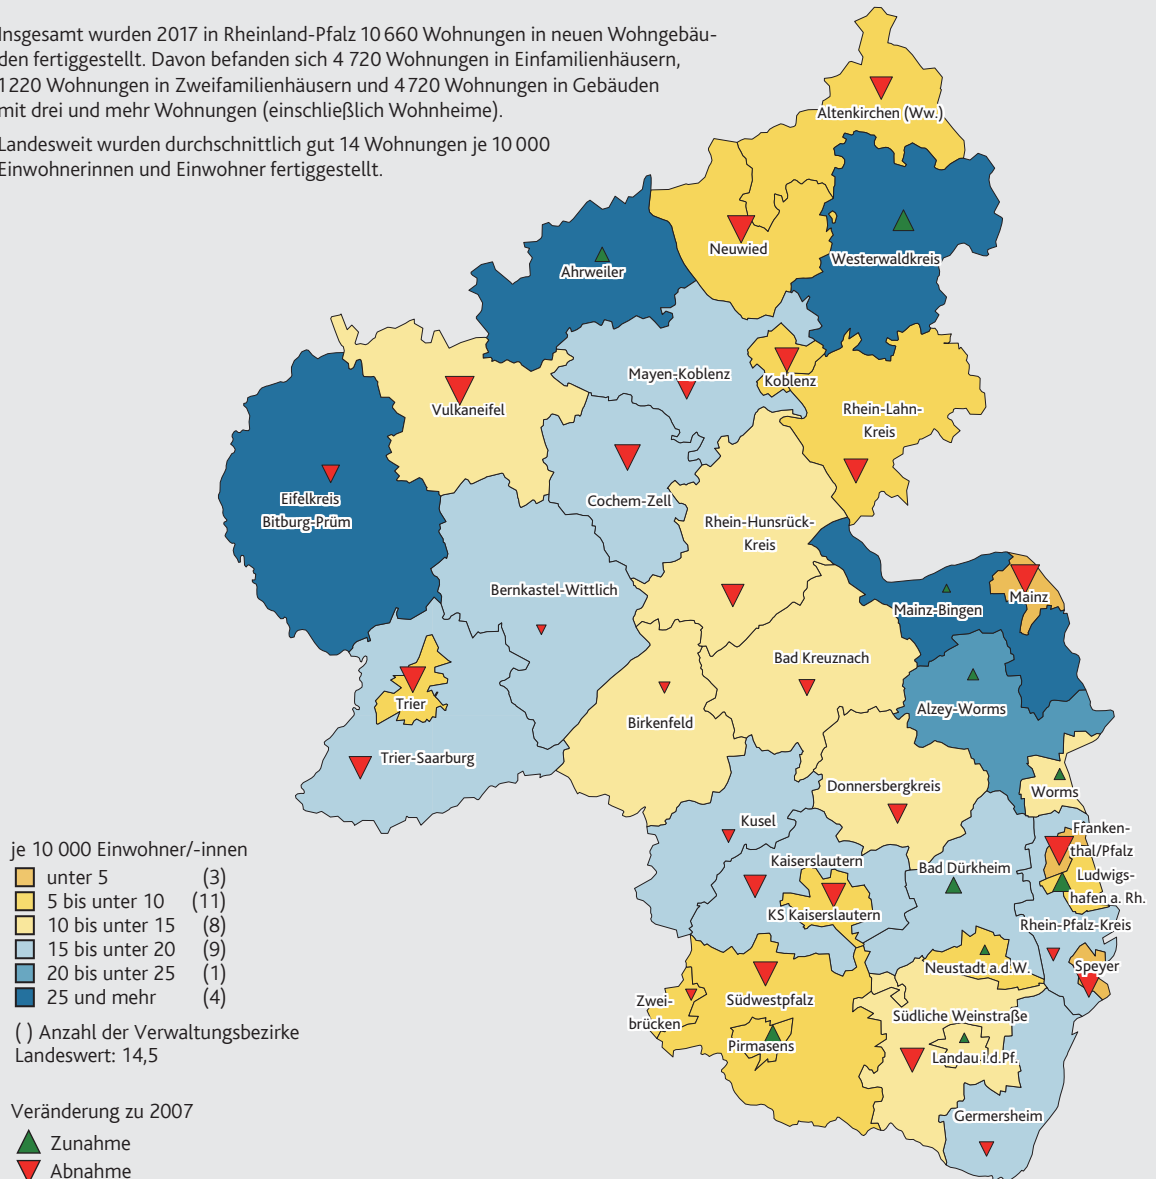 Insgesamt wurden 2017 in Rheinland-Pfalz 10 660 Wohnungen in neuen Wohngebäu-
den fertiggestellt. Davon befanden sich 4 720 Wohnungen in Einfamilienhäusern,
1 220 Wohnungen in Zweifamilienhäusern und 4 720 Wohnungen in Gebäuden
mit drei und mehr Wohnungen (einschließlich Wohnheime).
Landesweit wurden durchschnittlich gut 14 Wohnungen je 10 000
Einwohnerinnen und Einwohner fertiggestellt.
Altenkirchen (Ww.)
Neuwied
Westerwaldkreis
Ahrweiler
Mayen-Koblenz
Koblenz
Vulkaneifel
Rhein-Lahn-
Kreis
Eifelkreis
Bitburg-Prüm
Cochem-Zell
Rhein-Hunsrück-
Kreis
Bernkastel-Wittlich
Mainz-Bingen
Mainz
Bad Kreuznach
Trier
Birkenfeld
Alzey-Worms
Trier-Saarburg
Donnersbergkreis
Worms
Kusel
Franken-
thal/Pfalz
Kaiserslautern
Bad Dürkheim
Ludwigs-
hafen a. Rh.
KS Kaiserslautern
Rhein-Pfalz-Kreis
Neustadt a.d.W.
Speyer
Zwei-
brücken
Südwestpfalz
Südliche Weinstraße
Pirmasens
Landau i.d.Pf.
Germersheim
je 10 000 Einwohner/-innen
unter 5 (3)
5 bis unter 10 (11)
10 bis unter 15 (8)
15 bis unter 20 (9)
20 bis unter 25 (1)
25 und mehr (4)
( ) Anzahl der Verwaltungsbezirke
Landeswert: 14,5
Veränderung zu 2007
Zunahme
Abnahme